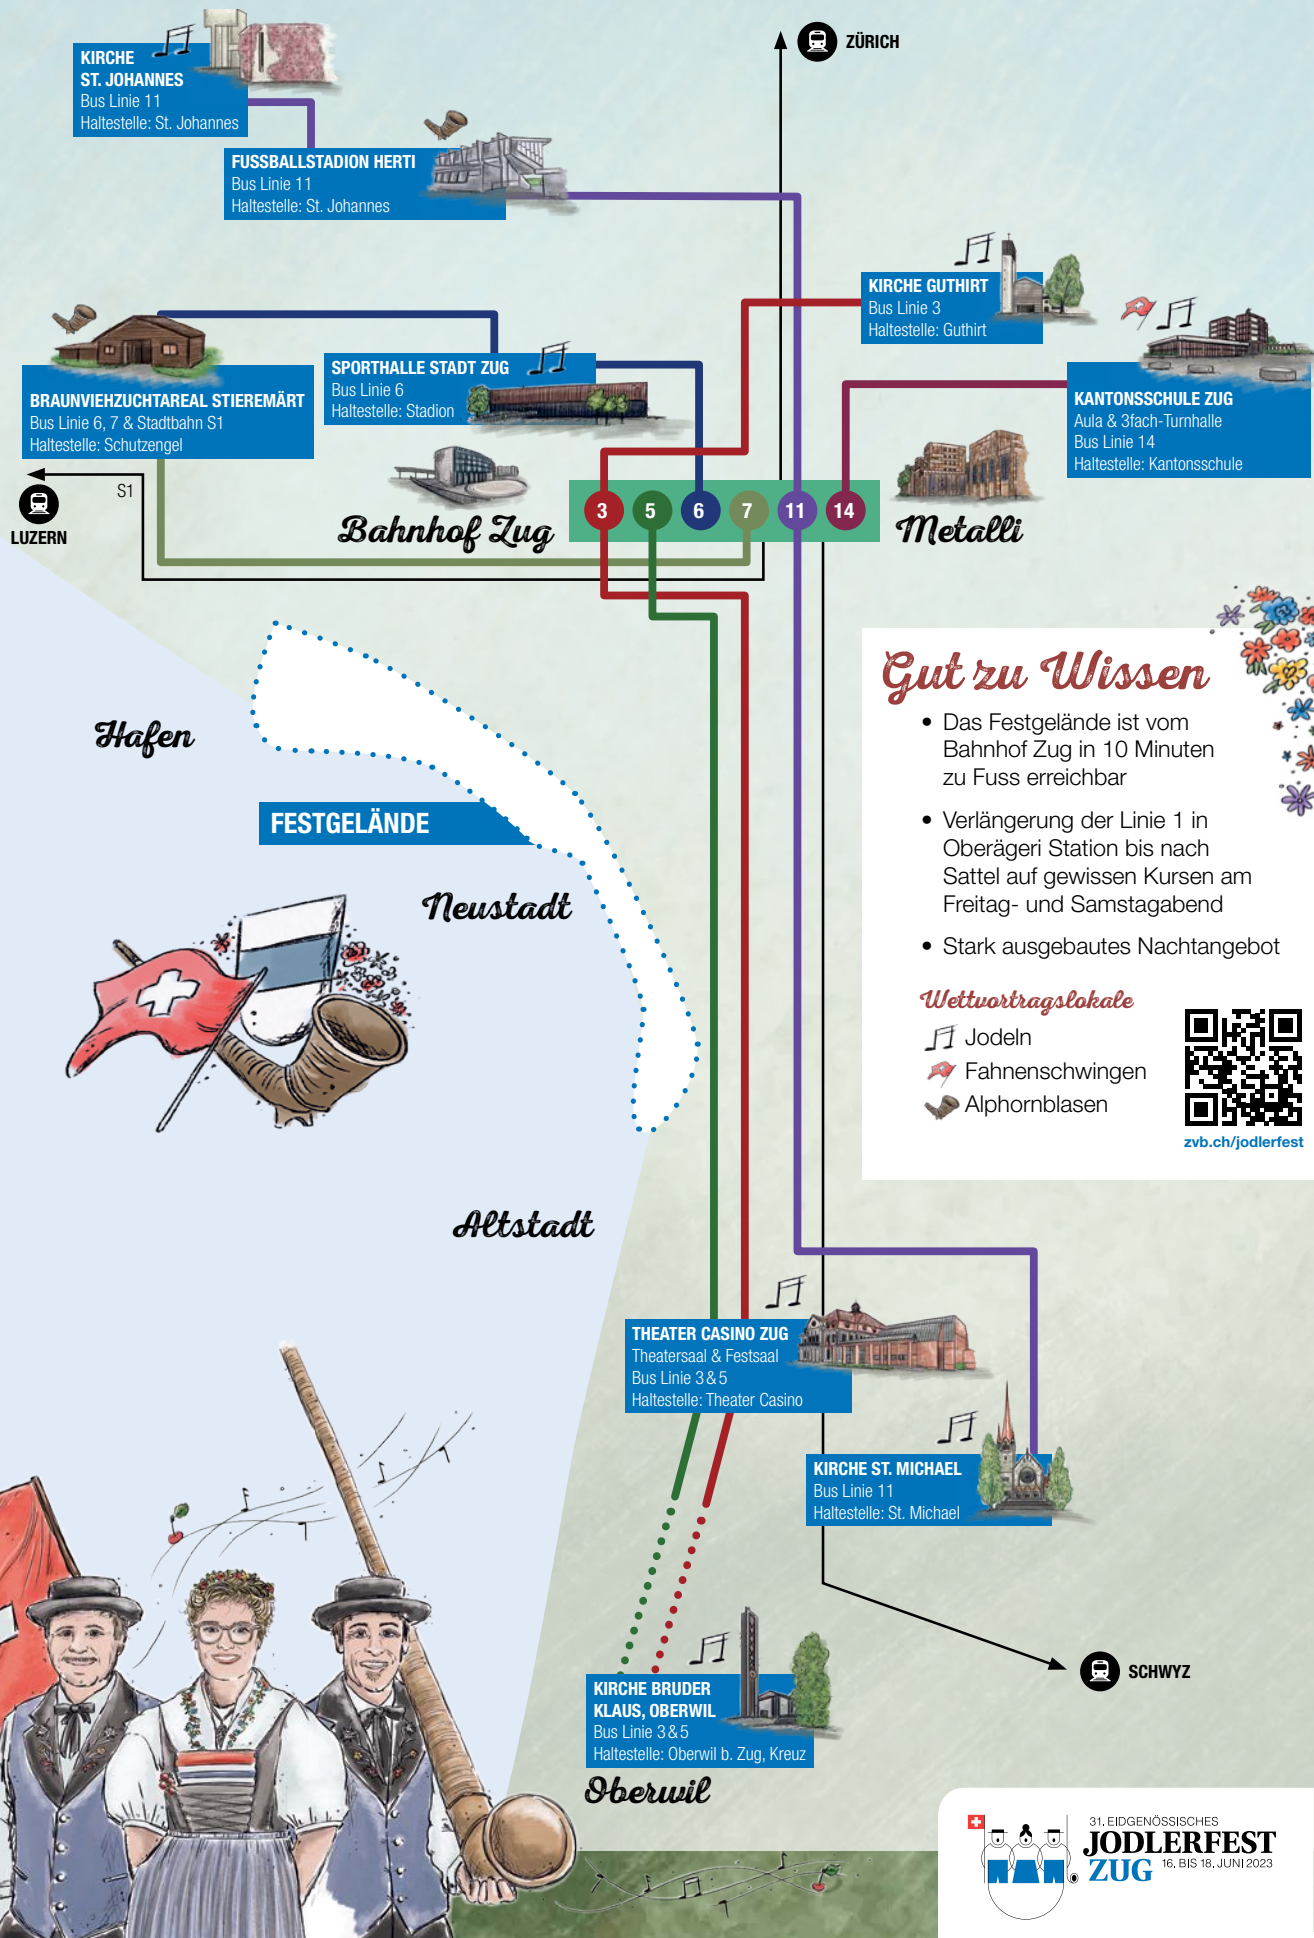 ZÜRICH
KIRCHE
ST. JOHANNES
Bus Linie 11
Haltestelle: St. Johannes
FUSSBALLSTADION HERTI
Bus Linie 11
Haltestelle: St. Johannes
KIRCHE GUTHIRT
Bus Linie 3
Haltestelle: Guthirt
BRAUNVIEHZUCHTAREAL STIEREMÄRT
Bus Linie 6, 7 & Stadtbahn S1
Haltestelle: Schutzengel
SPORTHALLE STADT ZUG
Bus Linie 6
Haltestelle: Stadion
KANTONSSCHULE ZUG
Aula & 3fach-Turnhalle
Bus Linie 14
Haltestelle: Kantonsschule
S1
LUZERN
Bahnhof Zug
3 5 6 7 11 14
Metalli
Hafen
FESTGELÄNDE
Neustadt
Altstadt
Gut zu Wissen
• Das Festgelände ist vom
Bahnhof Zug in 10 Minuten
zu Fuss erreichbar
• Verlängerung der Linie 1 in
Oberägeri Station bis nach
Sattel auf gewissen Kursen am
Freitag- und Samstagabend
• Stark ausgebautes Nachtangebot
Wettvortragslokale
Jodeln
Fahnenschwingen
Alphornblasen
zvb.ch/jodlerfest
THEATER CASINO ZUG
Theatersaal & Festsaal
Bus Linie 3 & 5
Haltestelle: Theater Casino
KIRCHE ST. MICHAEL
Bus Linie 11
Haltestelle: St. Michael
SCHWYZ
KIRCHE BRUDER
KLAUS, OBERWIL
Bus Linie 3 & 5
Haltestelle: Oberwil b. Zug, Kreuz
Oberwil
31. EIDGENÖSSISCHES
JODLERFEST
ZUG 16. BIS 18. JUNI 2023